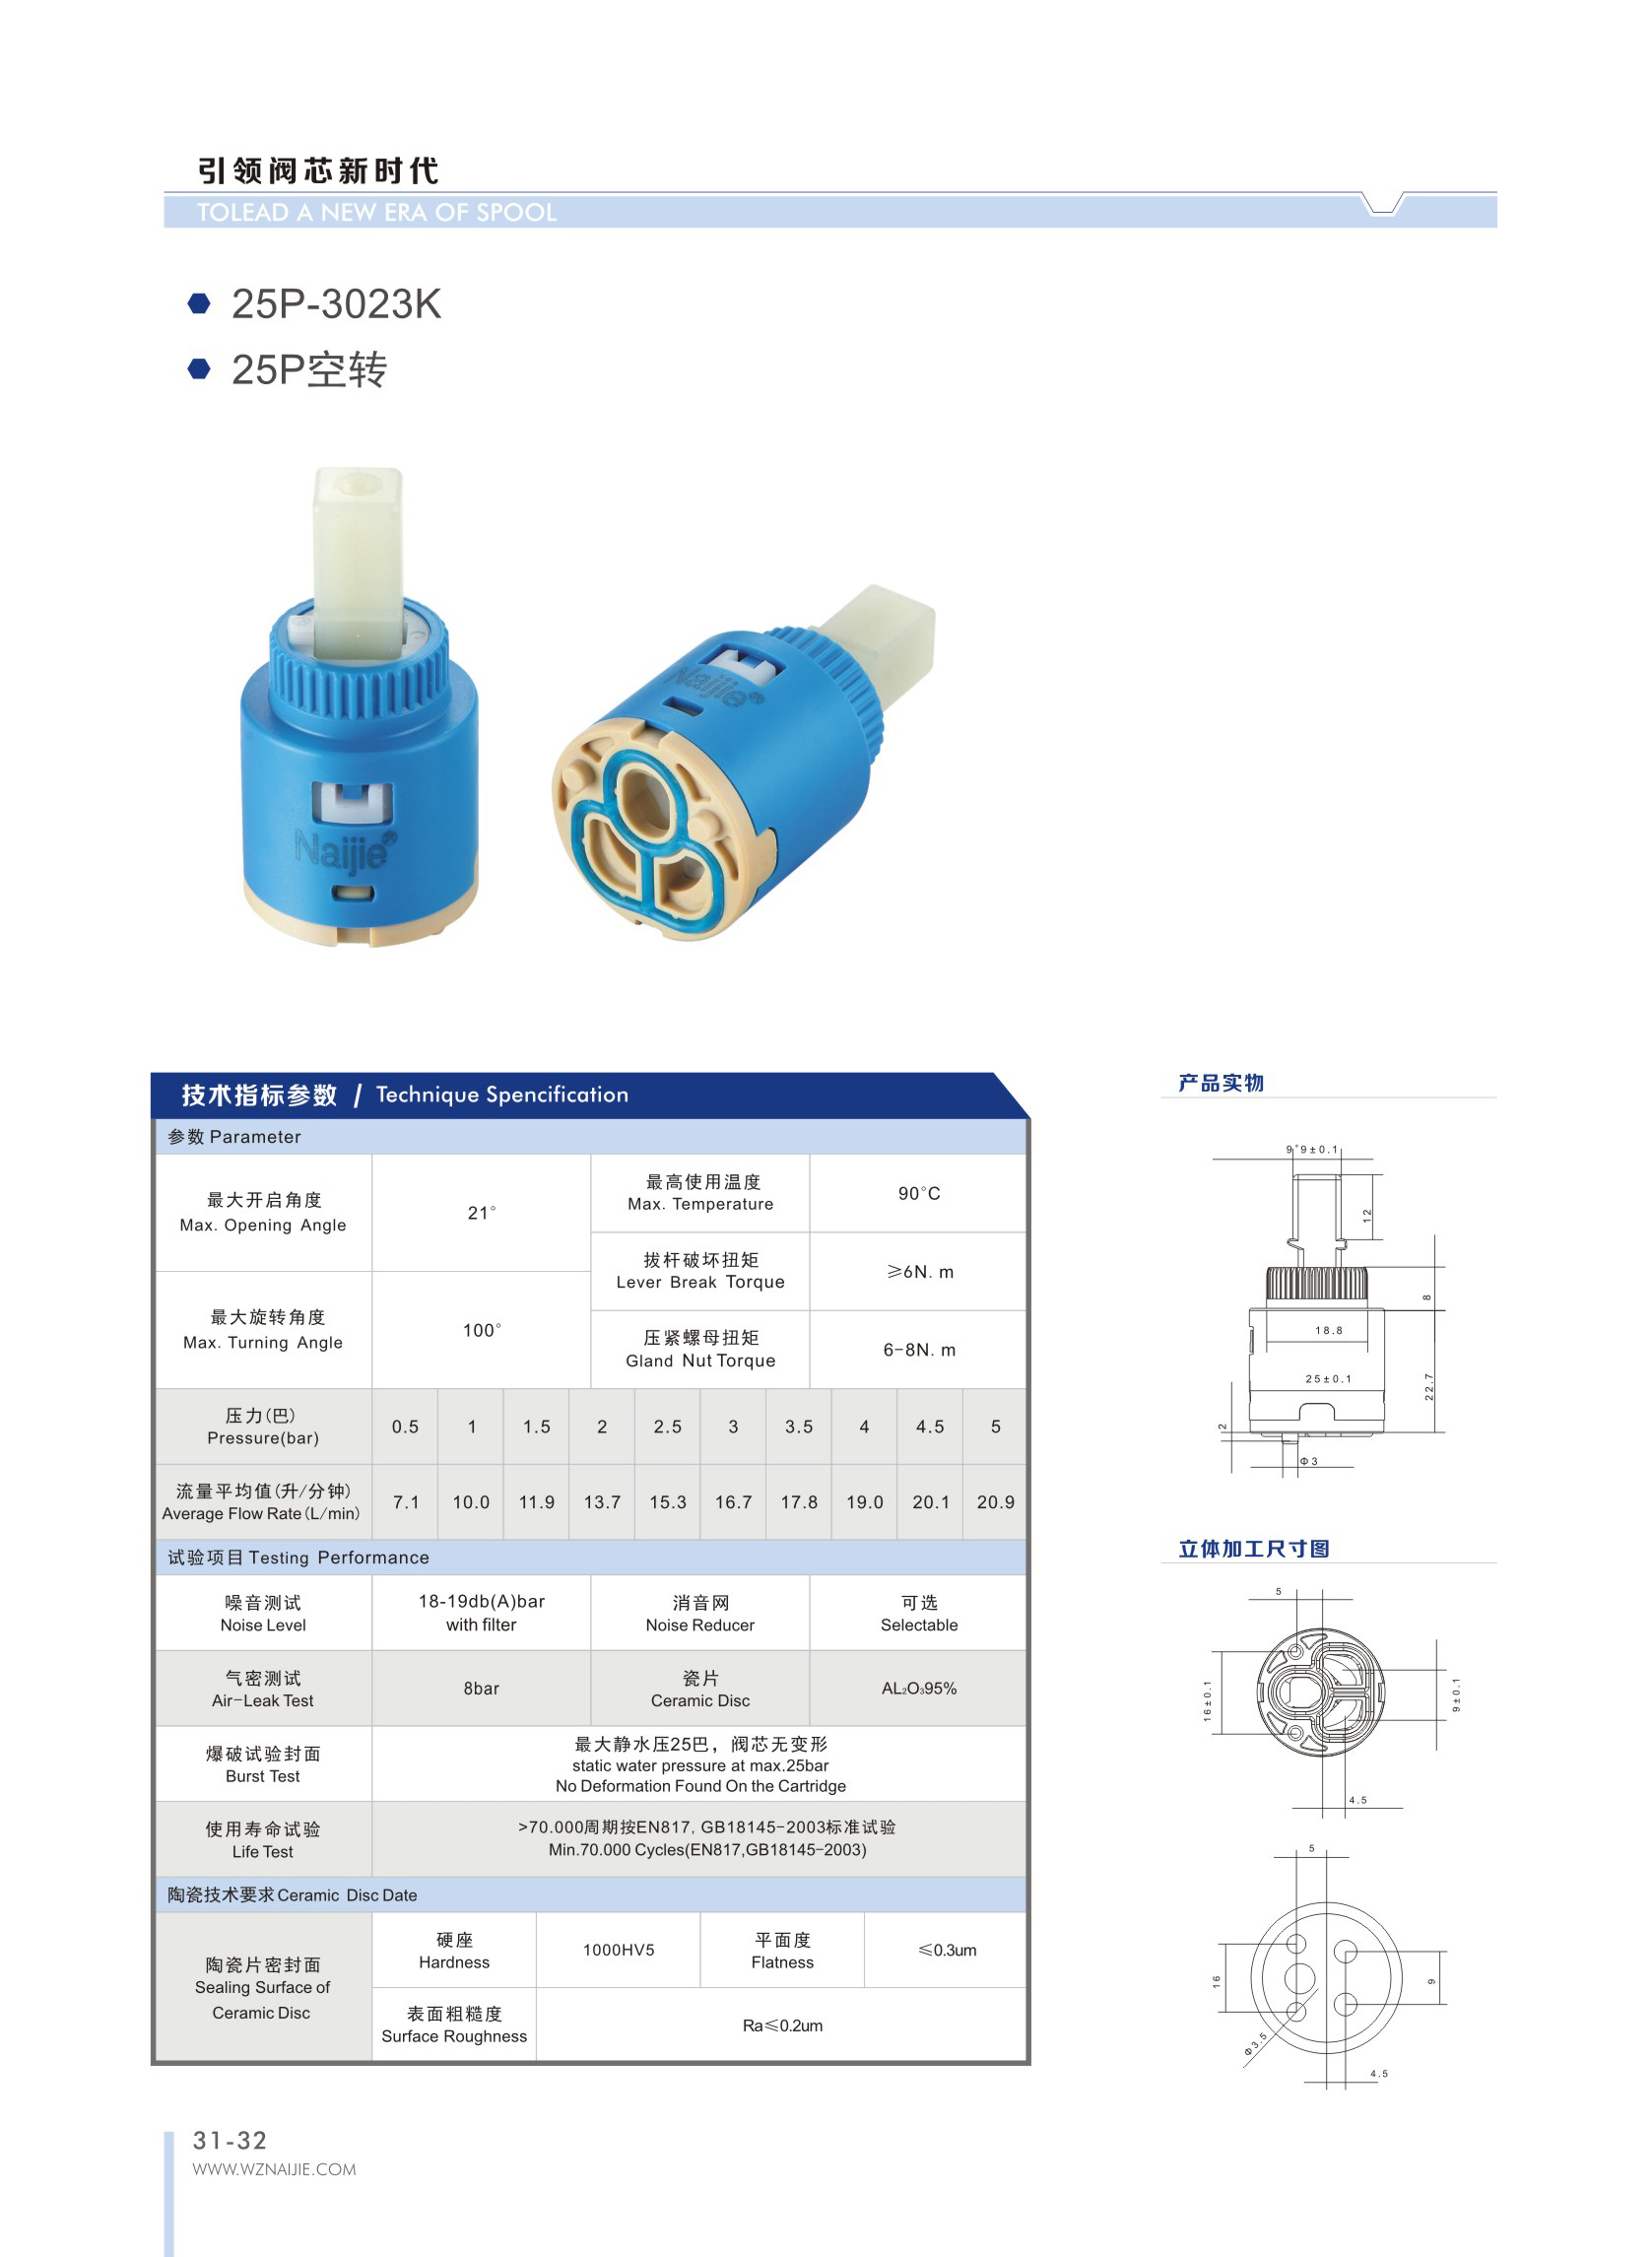 引领阀芯新时代
TOLEAD A NEW ERA OF SPOOL
25P-3023K
25P空转
Naijie®
Naijie®
技术指标参数 / Technique Spencification
参数 Parameter
最大开启角度
Max. Opening Angle
21°
最高使用温度
Max. Temperature
90°C
拔杆破坏扭矩
Lever Break Torque
≥6N. m
最大旋转角度
Max. Turning Angle
100°
压紧螺母扭矩
Gland Nut Torque
6-8N. m
压力(巴)
Pressure(bar)
0.5 1 1.5 2 2.5 3 3.5 4 4.5 5
流量平均值(升/分钟)
Average Flow Rate(L/min)
7.1 10.0 11.9 13.7 15.3 16.7 17.8 19.0 20.1 20.9
试验项目 Testing Performance
噪音测试
Noise Level
18-19db(A)bar
with filter
消音网
Noise Reducer
可选
Selectable
气密测试
Air-Leak Test
8bar
瓷片
Ceramic Disc
AL₂O₃95%
爆破试验封面
Burst Test
最大静水压25巴，阀芯无变形
static water pressure at max.25bar
No Deformation Found On the Cartridge
使用寿命试验
Life Test
>70.000周期按EN817, GB18145-2003标准试验
Min.70.000 Cycles(EN817,GB18145-2003)
陶瓷技术要求 Ceramic Disc Date
陶瓷片密封面
Sealing Surface of
Ceramic Disc
硬座
Hardness
1000HV5
平面度
Flatness
≤0.3um
表面粗糙度
Surface Roughness
Ra≤0.2um
产品实物
9*9±0.1
12
8
18.8
25±0.1
22.7
2
Φ3
立体加工尺寸图
5
16±0.1
9±0.1
4.5
5
16
9
Φ3.5
4.5
31-32
WWW.WZNAIJIE.COM